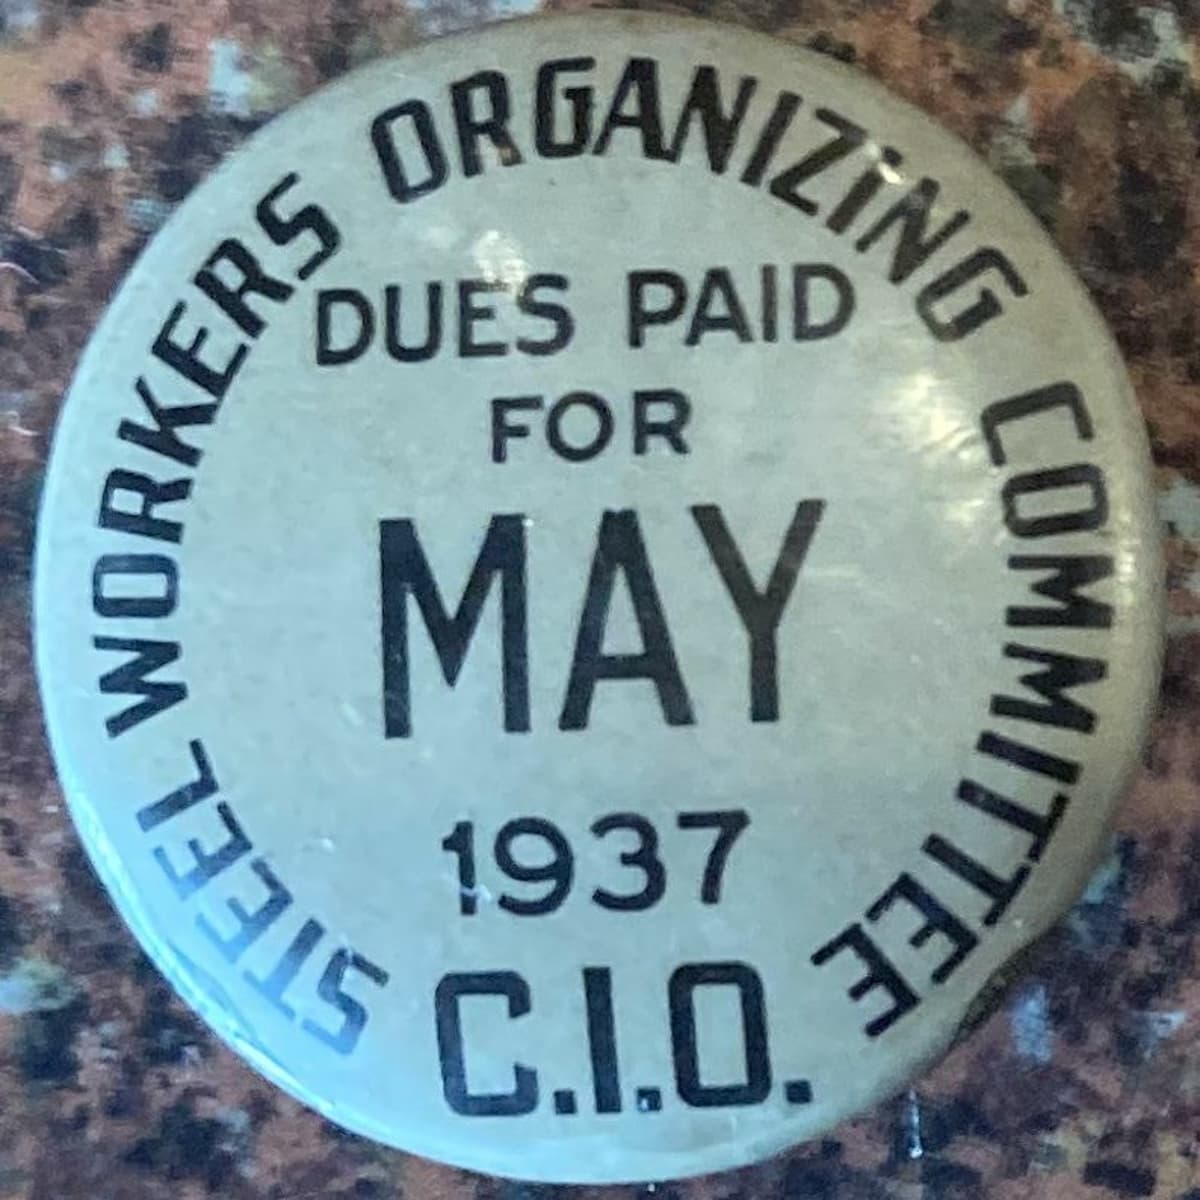 STEEL WORKERS ORGANIZiNG COMMITTEE
DUES PAID
FOR
MAY
1937
C.I.O.